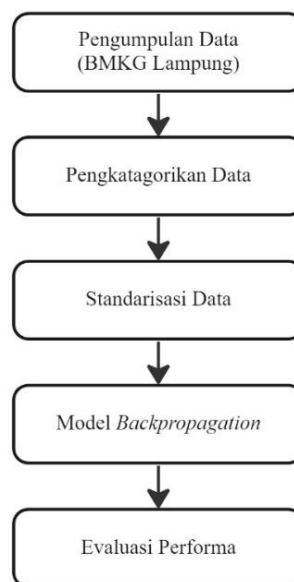 Pengumpulan Data
(BMKG Lampung)
Pengkatagorikan Data
Standarisasi Data
Model Backpropagation
Evaluasi Performa